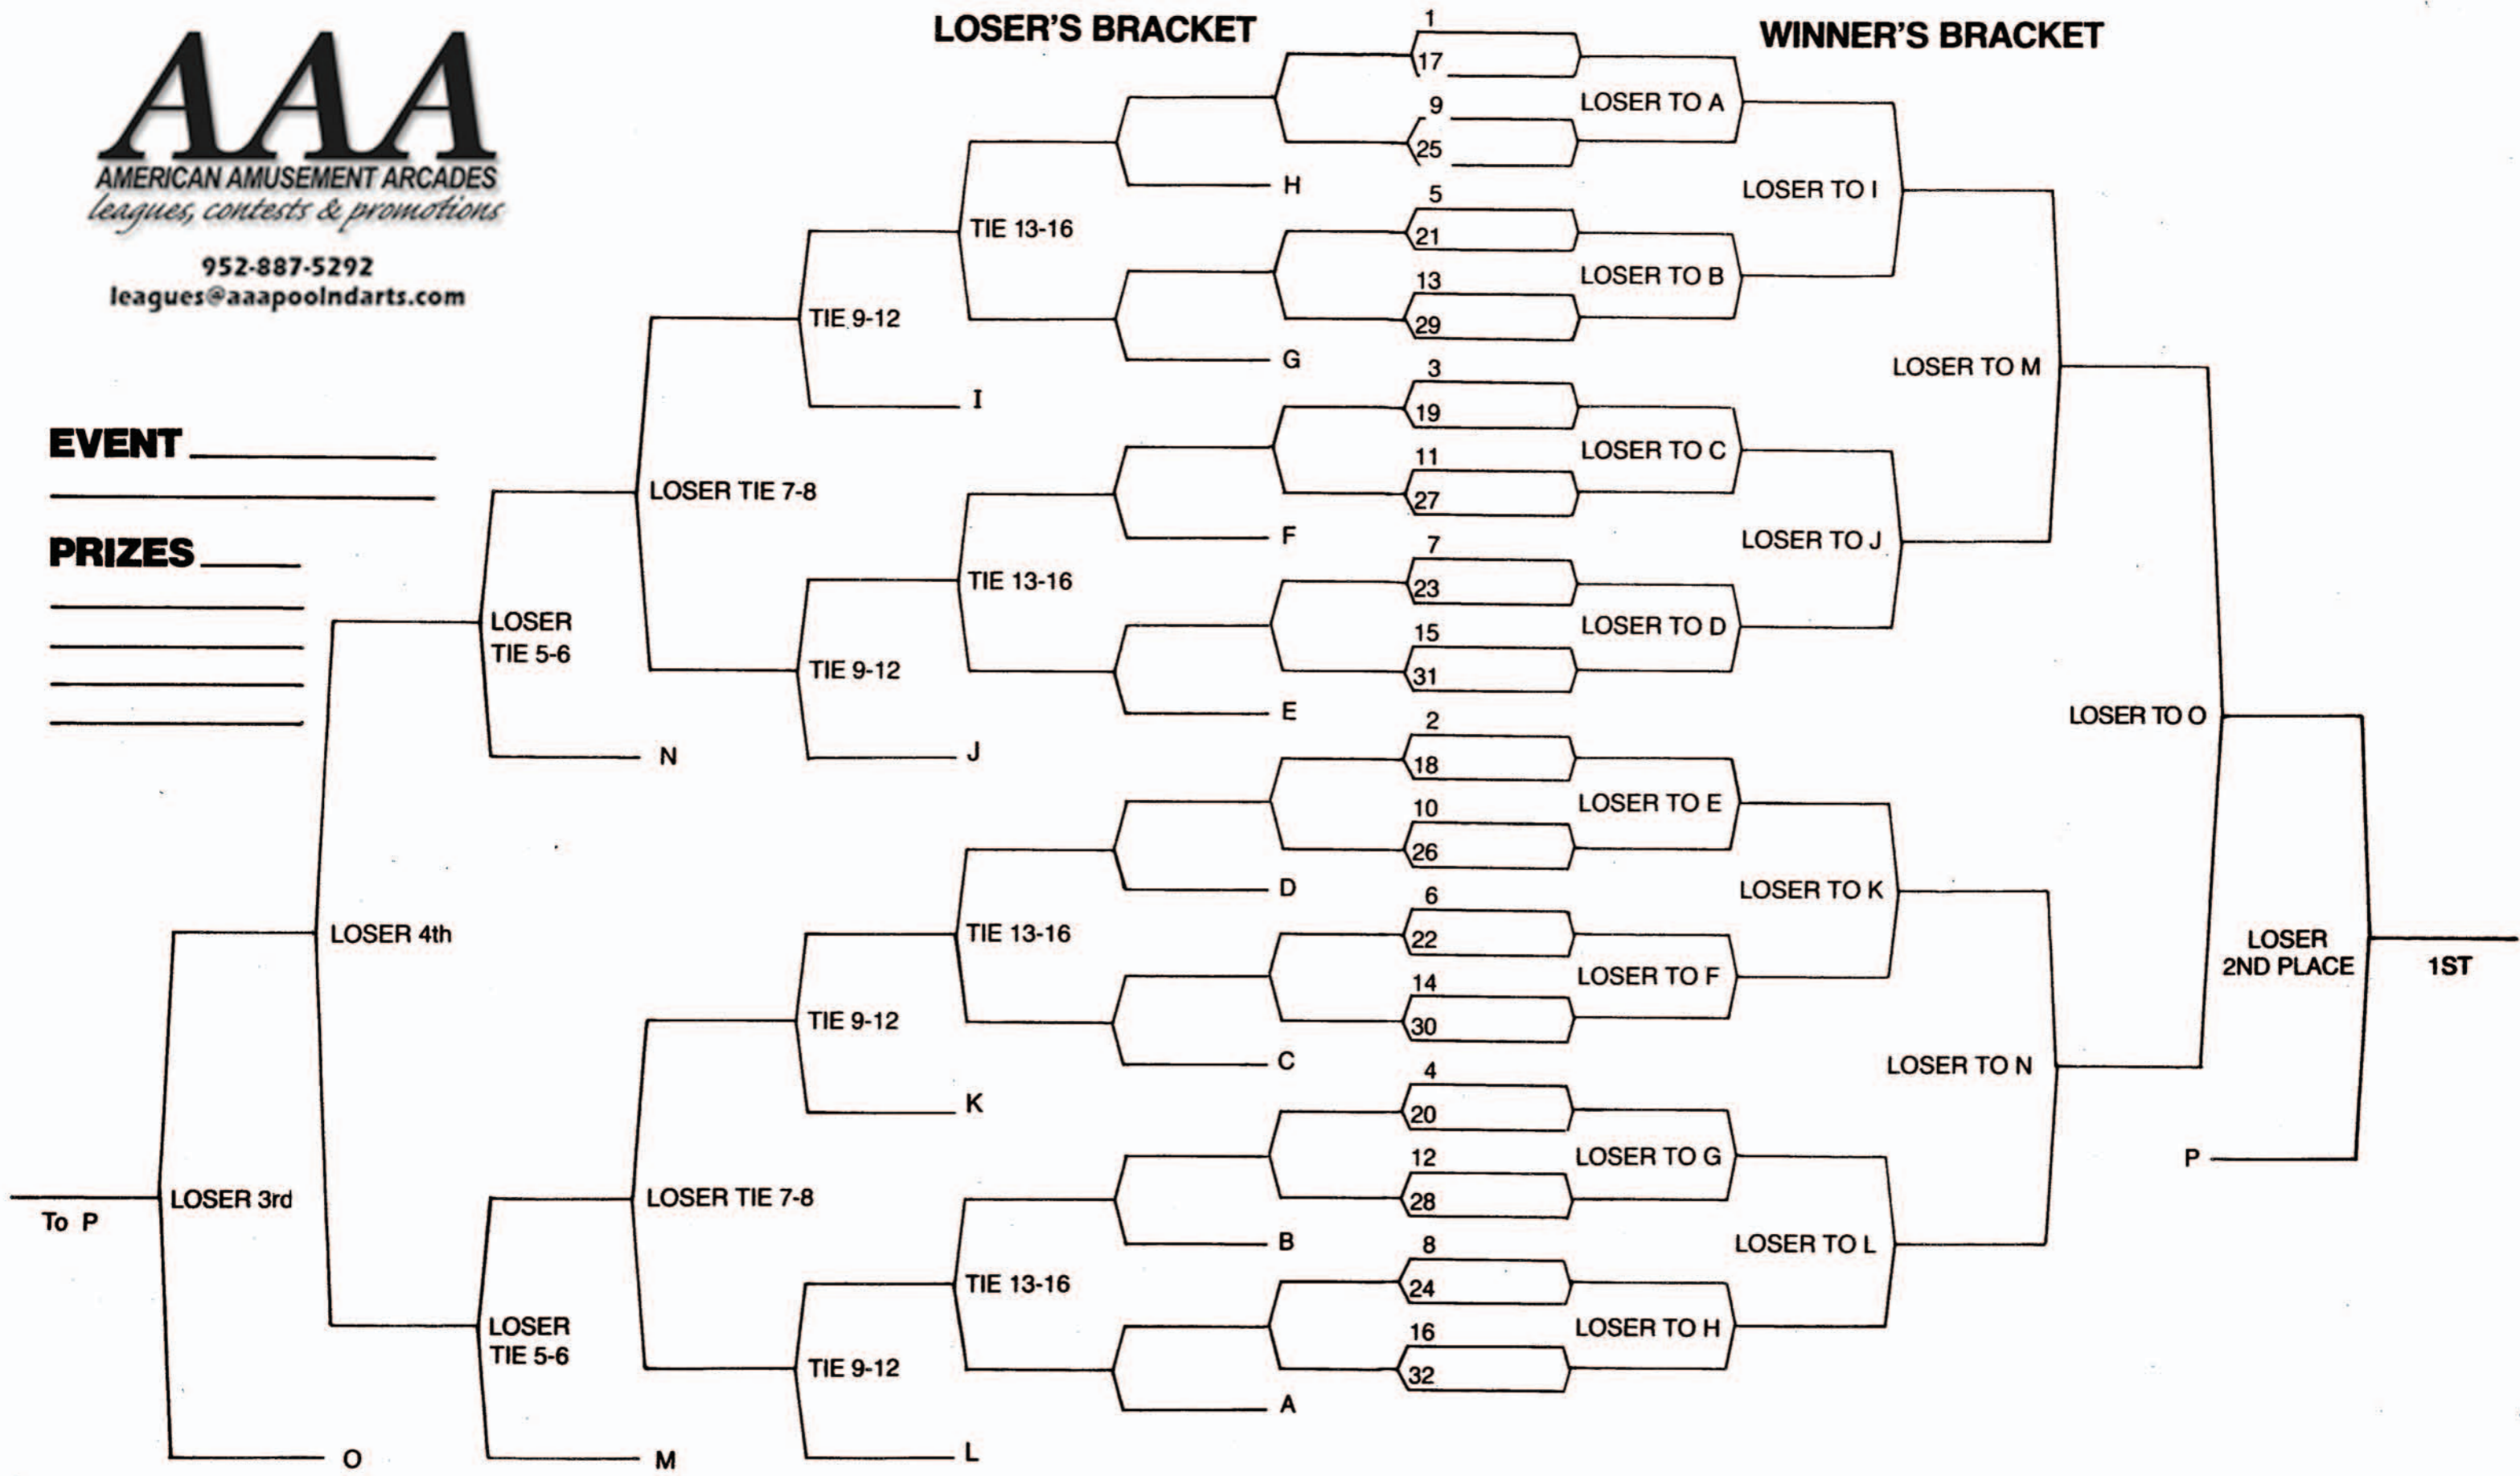 AAA
AMERICAN AMUSEMENT ARCADES
leagues, contests & promotions
952-887-5292
leagues@aaapoolndarts.com
EVENT
PRIZES
LOSER'S BRACKET
WINNER'S BRACKET
1
17
9
25
5
21
13
29
3
19
11
27
7
23
15
31
2
18
10
26
6
22
14
30
4
20
12
28
8
24
16
32
LOSER TO A
LOSER TO B
LOSER TO C
LOSER TO D
LOSER TO E
LOSER TO F
LOSER TO G
LOSER TO H
LOSER TO I
LOSER TO J
LOSER TO K
LOSER TO L
LOSER TO M
LOSER TO N
LOSER TO O
LOSER
2ND PLACE
1ST
P
H
G
F
E
D
C
B
A
TIE 13-16
TIE 13-16
TIE 13-16
TIE 13-16
TIE 9-12
I
TIE 9-12
J
TIE 9-12
K
TIE 9-12
L
LOSER TIE 7-8
LOSER TIE 7-8
LOSER
TIE 5-6
N
LOSER
TIE 5-6
M
LOSER 4th
LOSER 3rd
O
To P